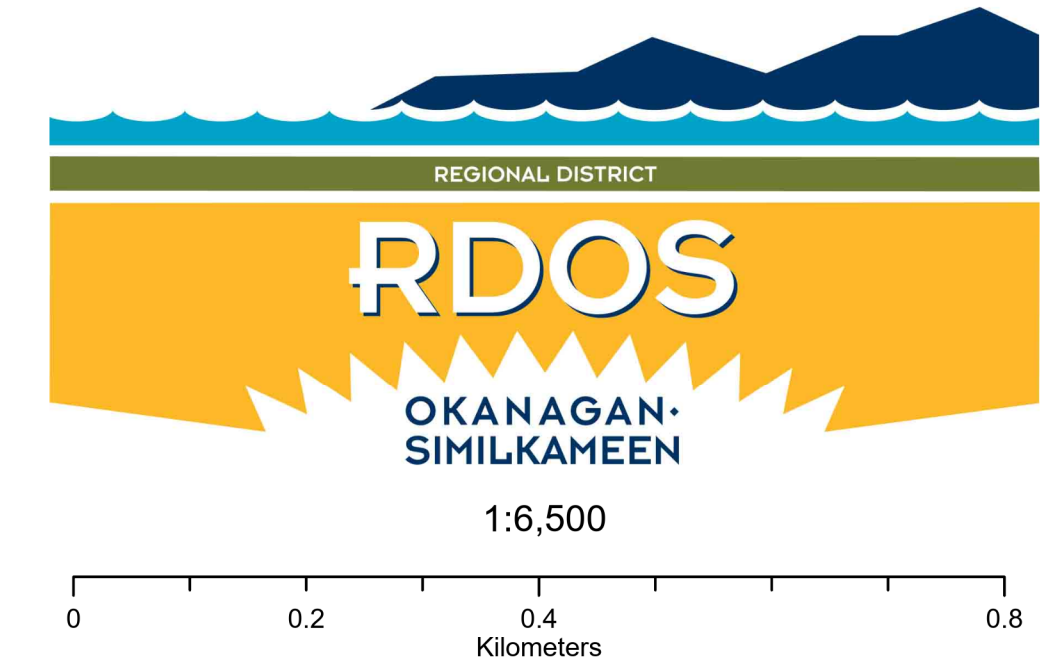 REGIONAL DISTRICT
RDOS
OKANAGAN·
SIMILKAMEEN
1:6,500
0 0.2 0.4 0.8
Kilometers